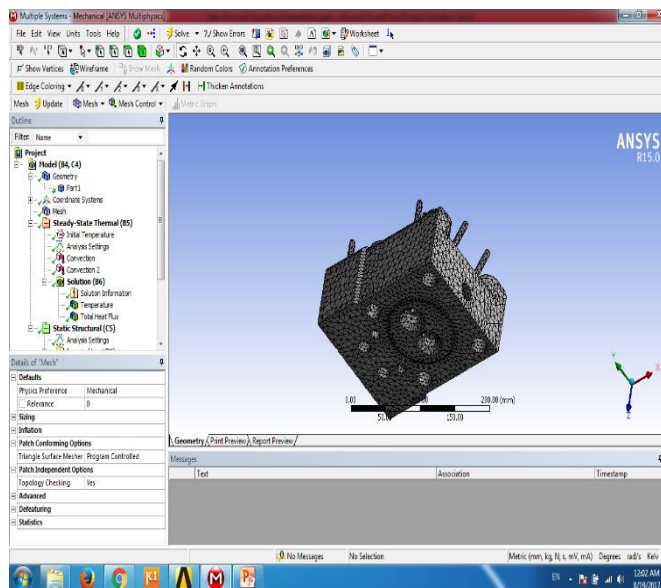 Multiple Systems - Mechanical [ANSYS Multiphysics]
File Edit View Units Tools Help Solve ?/ Show Errors Worksheet
Show Vertices Wireframe Show Mesh Random Colors Annotation Preferences
Edge Coloring Thicken Annotations
Mesh Update Mesh Mesh Control Metric Graph
Outline
Filter: Name
Project
Model (B4, C4)
Geometry
Part1
Coordinate Systems
Mesh
Steady-State Thermal (B5)
Initial Temperature
Analysis Settings
Convection
Convection 2
Solution (B6)
Solution Information
Temperature
Total Heat Flux
Static Structural (C5)
Analysis Settings
ANSYS
R15.0
200.00 (mm)
50.00 150.00
X
Y
Z
Details of "Mesh"
Defaults
Physics Preference Mechanical
Relevance 0
Sizing
Inflation
Patch Conforming Options
Triangle Surface Mesher Program Controlled
Patch Independent Options
Topology Checking Yes
Advanced
Defeaturing
Statistics
Geometry Print Preview Report Preview
Messages
Text Association Timestamp
No Messages No Selection Metric (mm, kg, N, s, mV, mA) Degrees rad/s Kelv
EN 12:02 AM